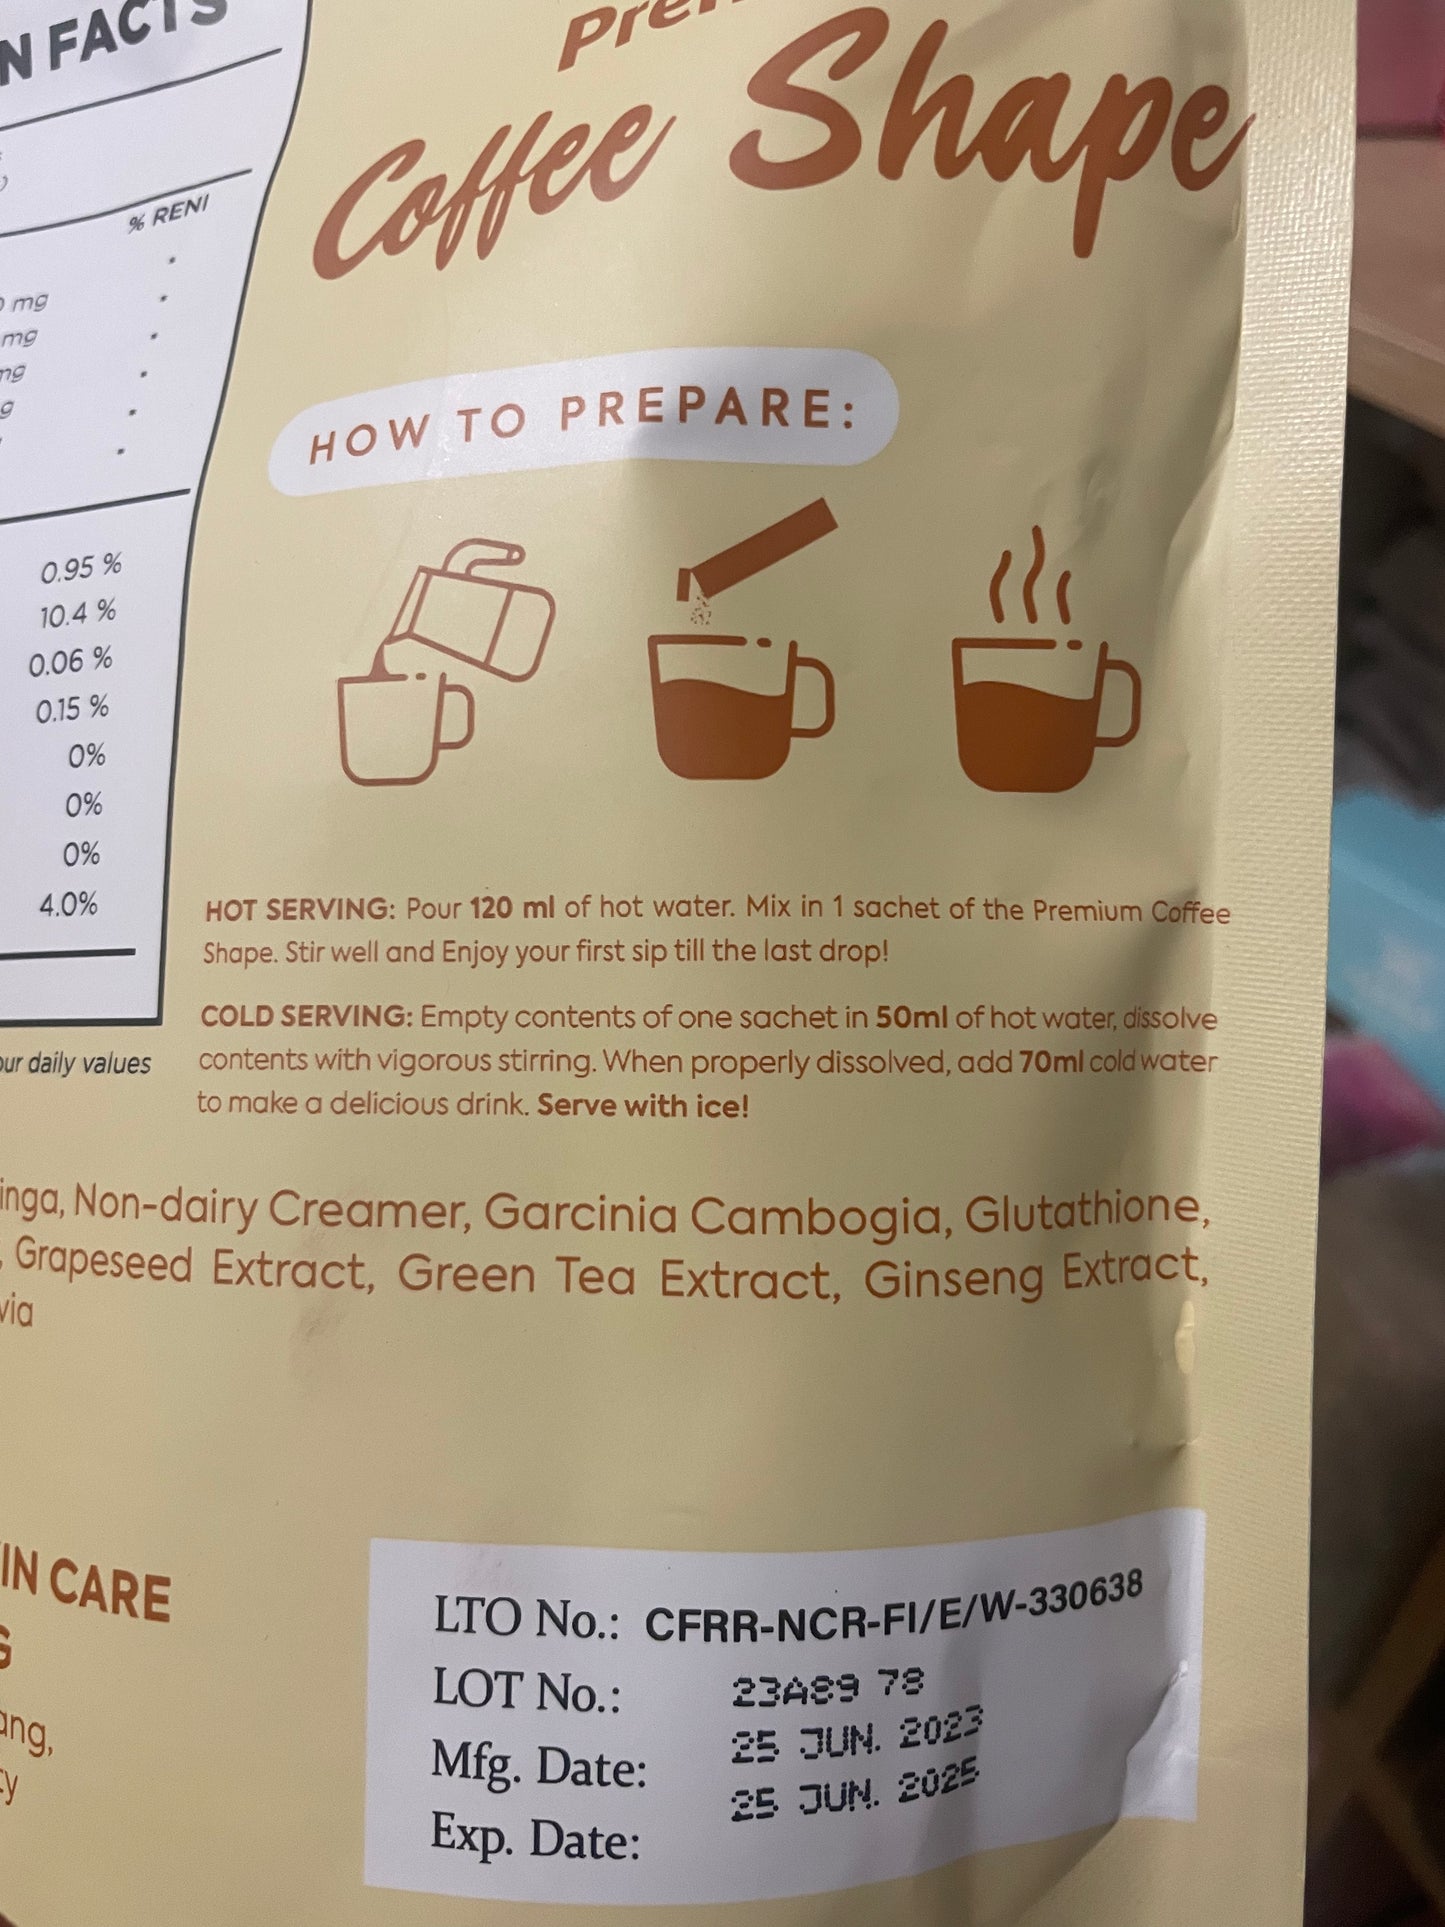 N FACTS
% RENI
mg
mg
0.95 %
10.4 %
0.06 %
0.15 %
0%
0%
0%
4.0%
our daily values
Coffee Shape
HOW TO PREPARE:
HOT SERVING: Pour 120 ml of hot water. Mix in 1 sachet of the Premium Coffee
Shape. Stir well and Enjoy your first sip till the last drop!
COLD SERVING: Empty contents of one sachet in 50ml of hot water, dissolve
contents with vigorous stirring. When properly dissolved, add 70ml cold water
to make a delicious drink. Serve with ice!
inga, Non-dairy Creamer, Garcinia Cambogia, Glutathione,
, Grapeseed Extract, Green Tea Extract, Ginseng Extract,
via
IN CARE
ang,
LTO No.: CFRR-NCR-FI/E/W-330638
LOT No.: 23A89 78
Mfg. Date: 25 JUN. 2023
Exp. Date: 25 JUN. 2025